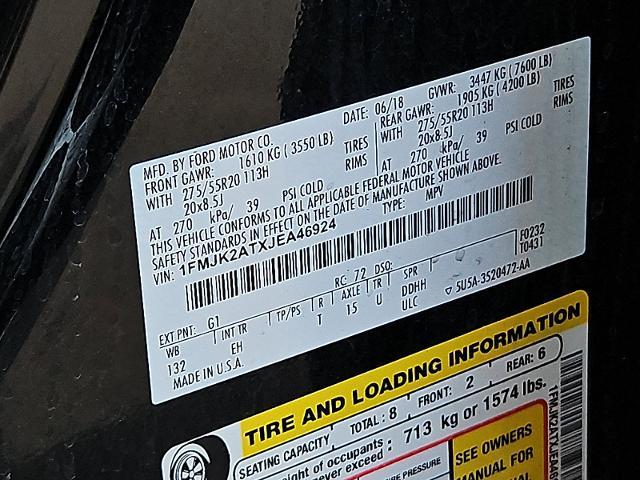 MFD. BY FORD MOTOR CO.
DATE: 06/18 GVWR: 3447 KG (7600 LB)
FRONT GAWR: 1610 KG (3550 LB) REAR GAWR: 1905 KG (4200 LB)
WITH 275/55R20 113H TIRES WITH 275/55R20 113H TIRES
20x8.5J RIMS 20x8.5J RIMS
AT 270 kPa/ 39 PSI COLD AT 270 kPa/ 39 PSI COLD
THIS VEHICLE CONFORMS TO ALL APPLICABLE FEDERAL MOTOR VEHICLE
SAFETY STANDARDS IN EFFECT ON THE DATE OF MANUFACTURE SHOWN ABOVE.
VIN: 1FMJK2ATXJEA46924 TYPE: MPV
F0232
T0431
EXT PNT: G1 RC: 72 DSO:
WB INT TR TP/PS R AXLE TR SPR
132 EH T 15 U DDHH
ULC
5U5A-3520472-AA
MADE IN U.S.A.
TIRE AND LOADING INFORMATION
SEATING CAPACITY TOTAL: 8 FRONT: 2 REAR: 6
of occupants
never exceed: 713 kg or 1574 lbs.
PRESSURE
SEE OWNERS
MANUAL FOR